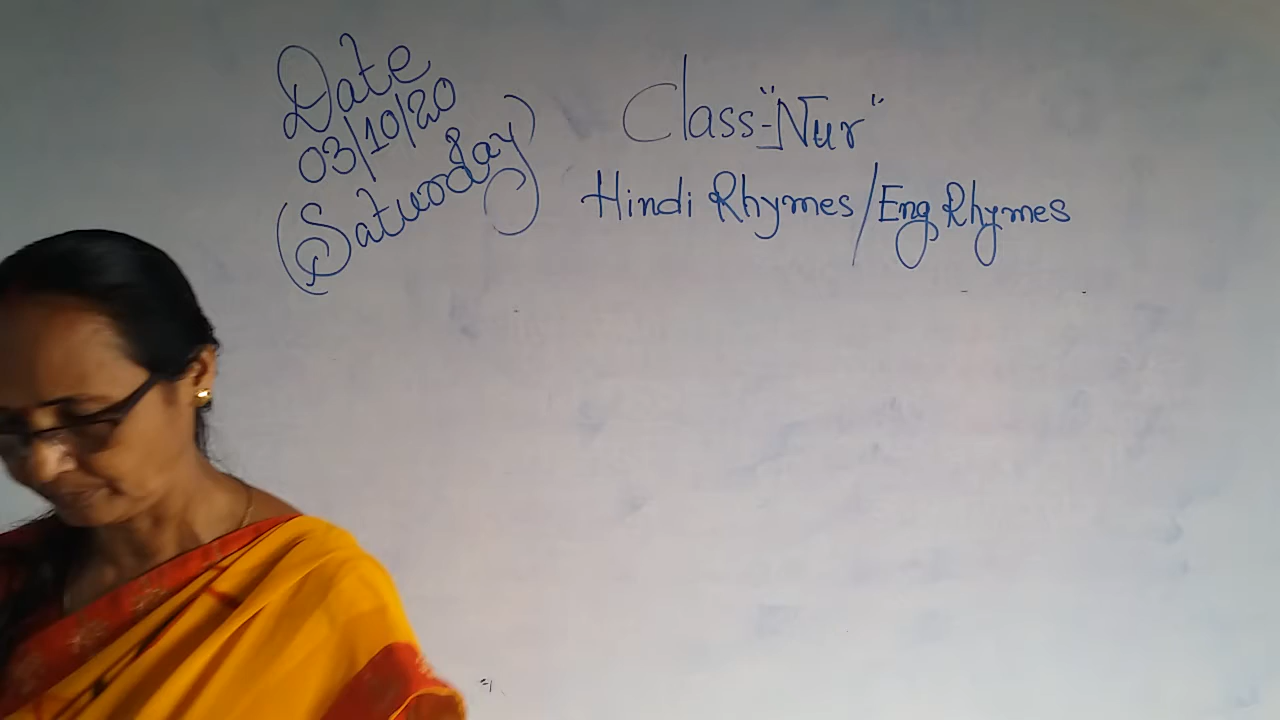 Date
03/10/20
(Saturday)
Class-"Nur"
Hindi Rhymes/Eng Rhymes